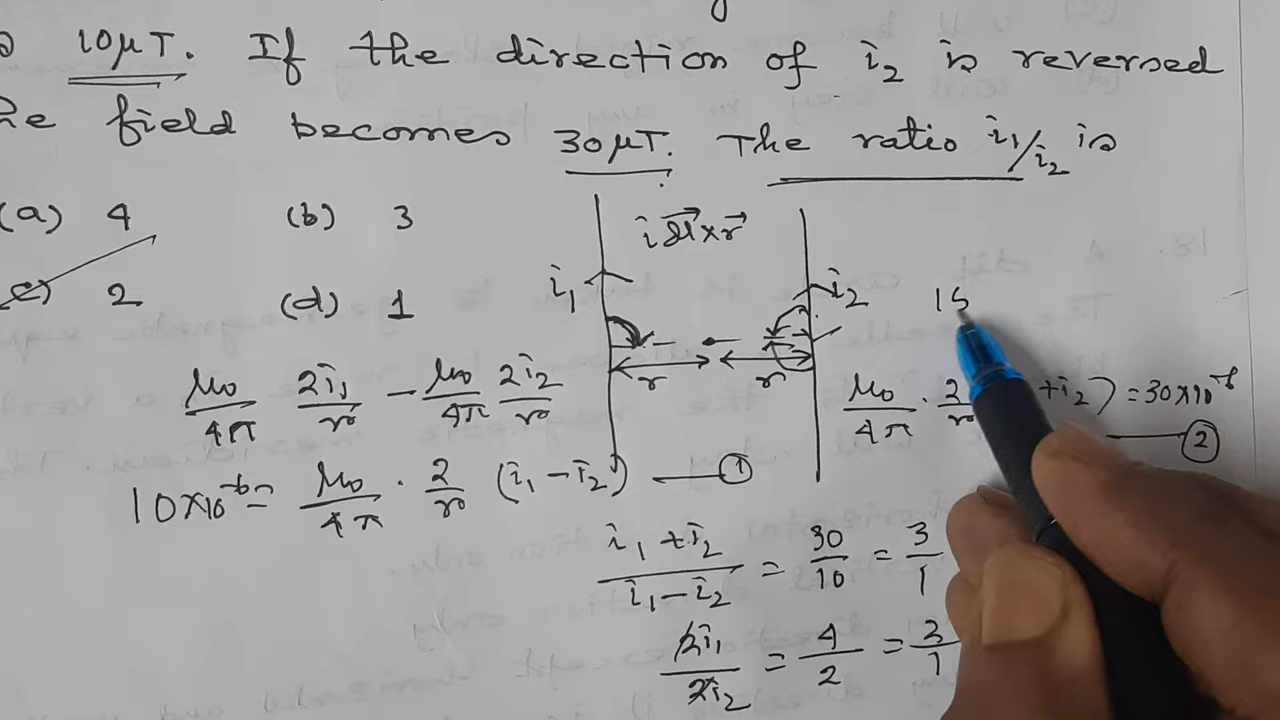 10μT. If the direction of i₂ is reversed
he field becomes 30μT. The ratio i₁/i₂ is
(a) 4 (b) 3
c) 2 (d) 1
i dl⃗ × r⃗
i₁ i₂
15
r r
μ₀/4π 2i₁/r - μ₀/4π 2i₂/r
μ₀/4π · 2/r +i₂) = 30×10⁻⁶ —— ②
10×10⁻⁶ = μ₀/4π · 2/r (i₁ - i₂) —— ①
i₁ + i₂ / i₁ - i₂ = 30/10 = 3/1
2i₁/2i₂ = 4/2 = 2/1